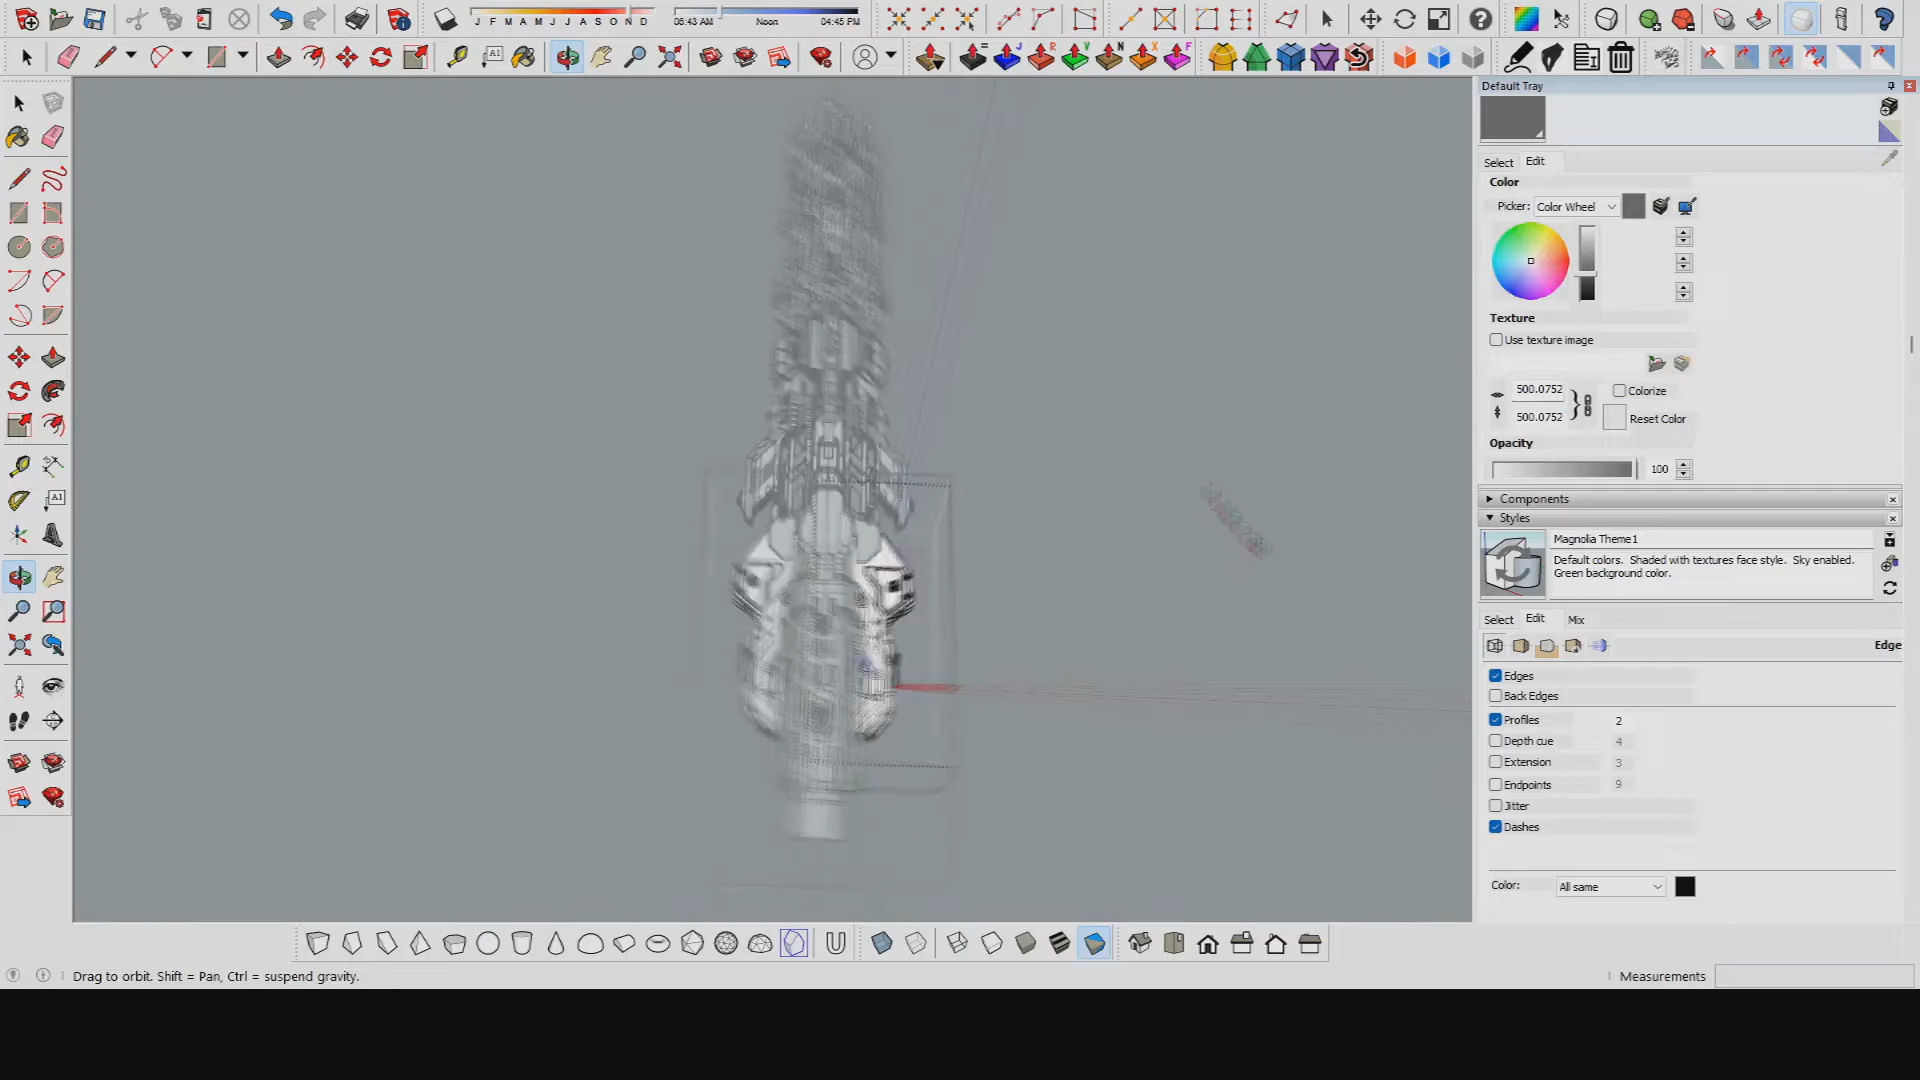 J F M A M J J A S O N D
06:43 AM Noon 04:45 PM
= J R V N X F
A1
Default Tray
Select Edit
Color
Picker: Color Wheel
Texture
Use texture image
500.0752
Colorize
500.0752
Reset Color
Opacity
100
Components
Styles
Magnolia Theme1
Default colors. Shaded with textures face style. Sky enabled.
Green background color.
Select Edit Mix
Edge
Edges
Back Edges
Profiles 2
Depth cue 4
Extension 3
Endpoints 9
Jitter
Dashes
Color: All same
A1
Drag to orbit. Shift = Pan, Ctrl = suspend gravity.
Measurements